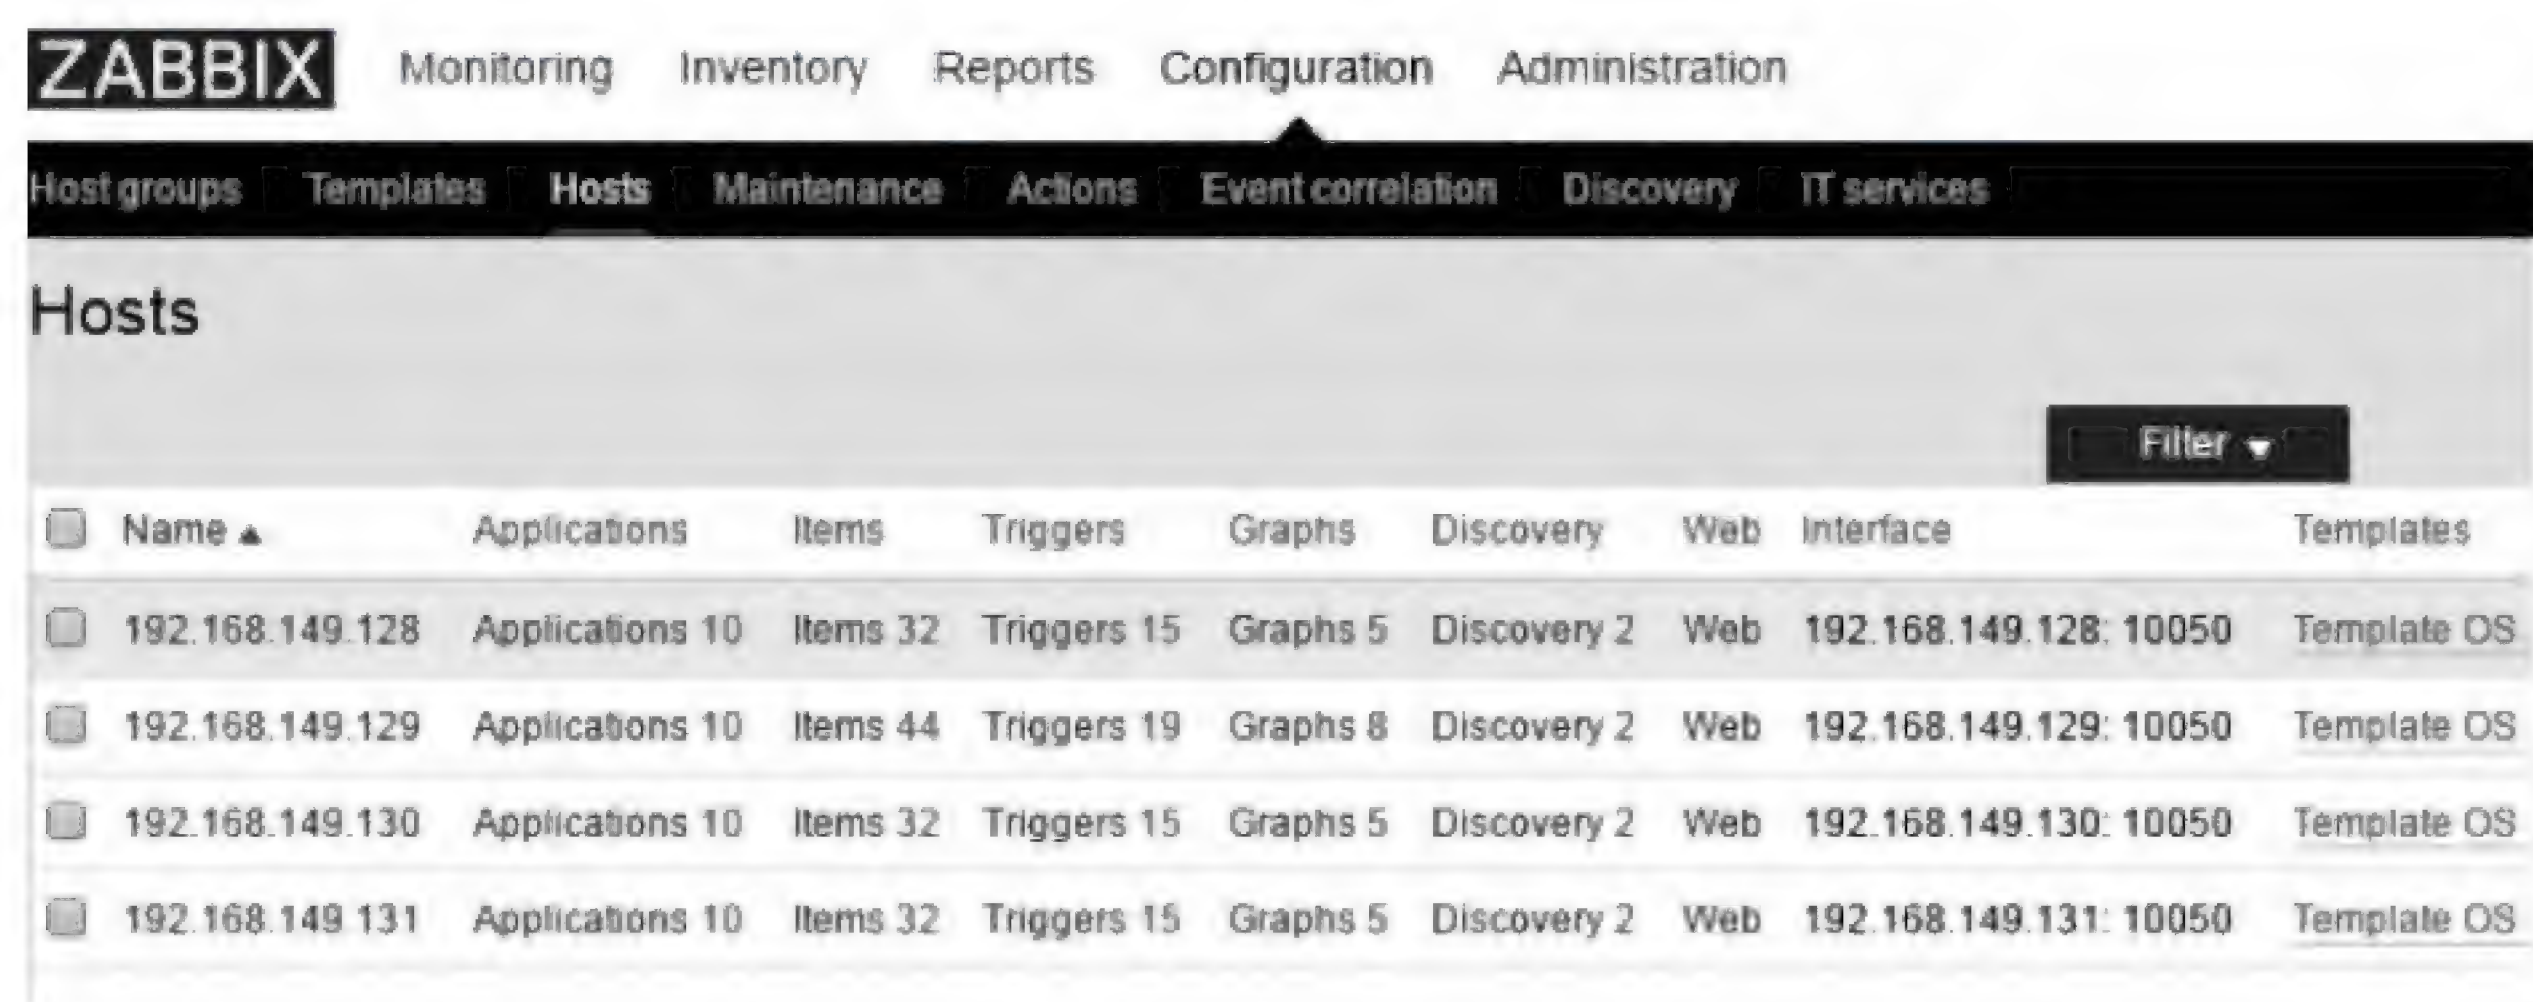 ZABBIX Monitoring Inventory Reports Configuration Administration
Host groups Templates Hosts Maintenance Actions Event correlation Discovery IT services
Hosts
Filter
Name Applications Items Triggers Graphs Discovery Web Interface Templates
192.168.149.128 Applications 10 Items 32 Triggers 15 Graphs 5 Discovery 2 Web 192.168.149.128: 10050 Template OS
192.168.149.129 Applications 10 Items 44 Triggers 19 Graphs 8 Discovery 2 Web 192.168.149.129: 10050 Template OS
192.168.149.130 Applications 10 Items 32 Triggers 15 Graphs 5 Discovery 2 Web 192.168.149.130: 10050 Template OS
192.168.149.131 Applications 10 Items 32 Triggers 15 Graphs 5 Discovery 2 Web 192.168.149.131: 10050 Template OS